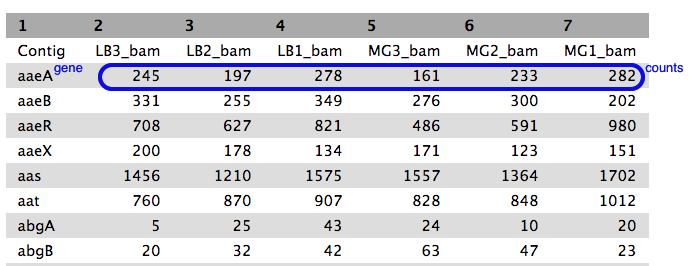 1 2 3 4 5 6 7
Contig LB3_bam LB2_bam LB1_bam MG3_bam MG2_bam MG1_bam
aaeA gene 245 197 278 161 233 282 counts
aaeB 331 255 349 276 300 202
aaeR 708 627 821 486 591 980
aaeX 200 178 134 171 123 151
aas 1456 1210 1575 1557 1364 1702
aat 760 870 907 828 848 1012
abgA 5 25 43 24 10 20
abgB 20 32 42 63 47 23